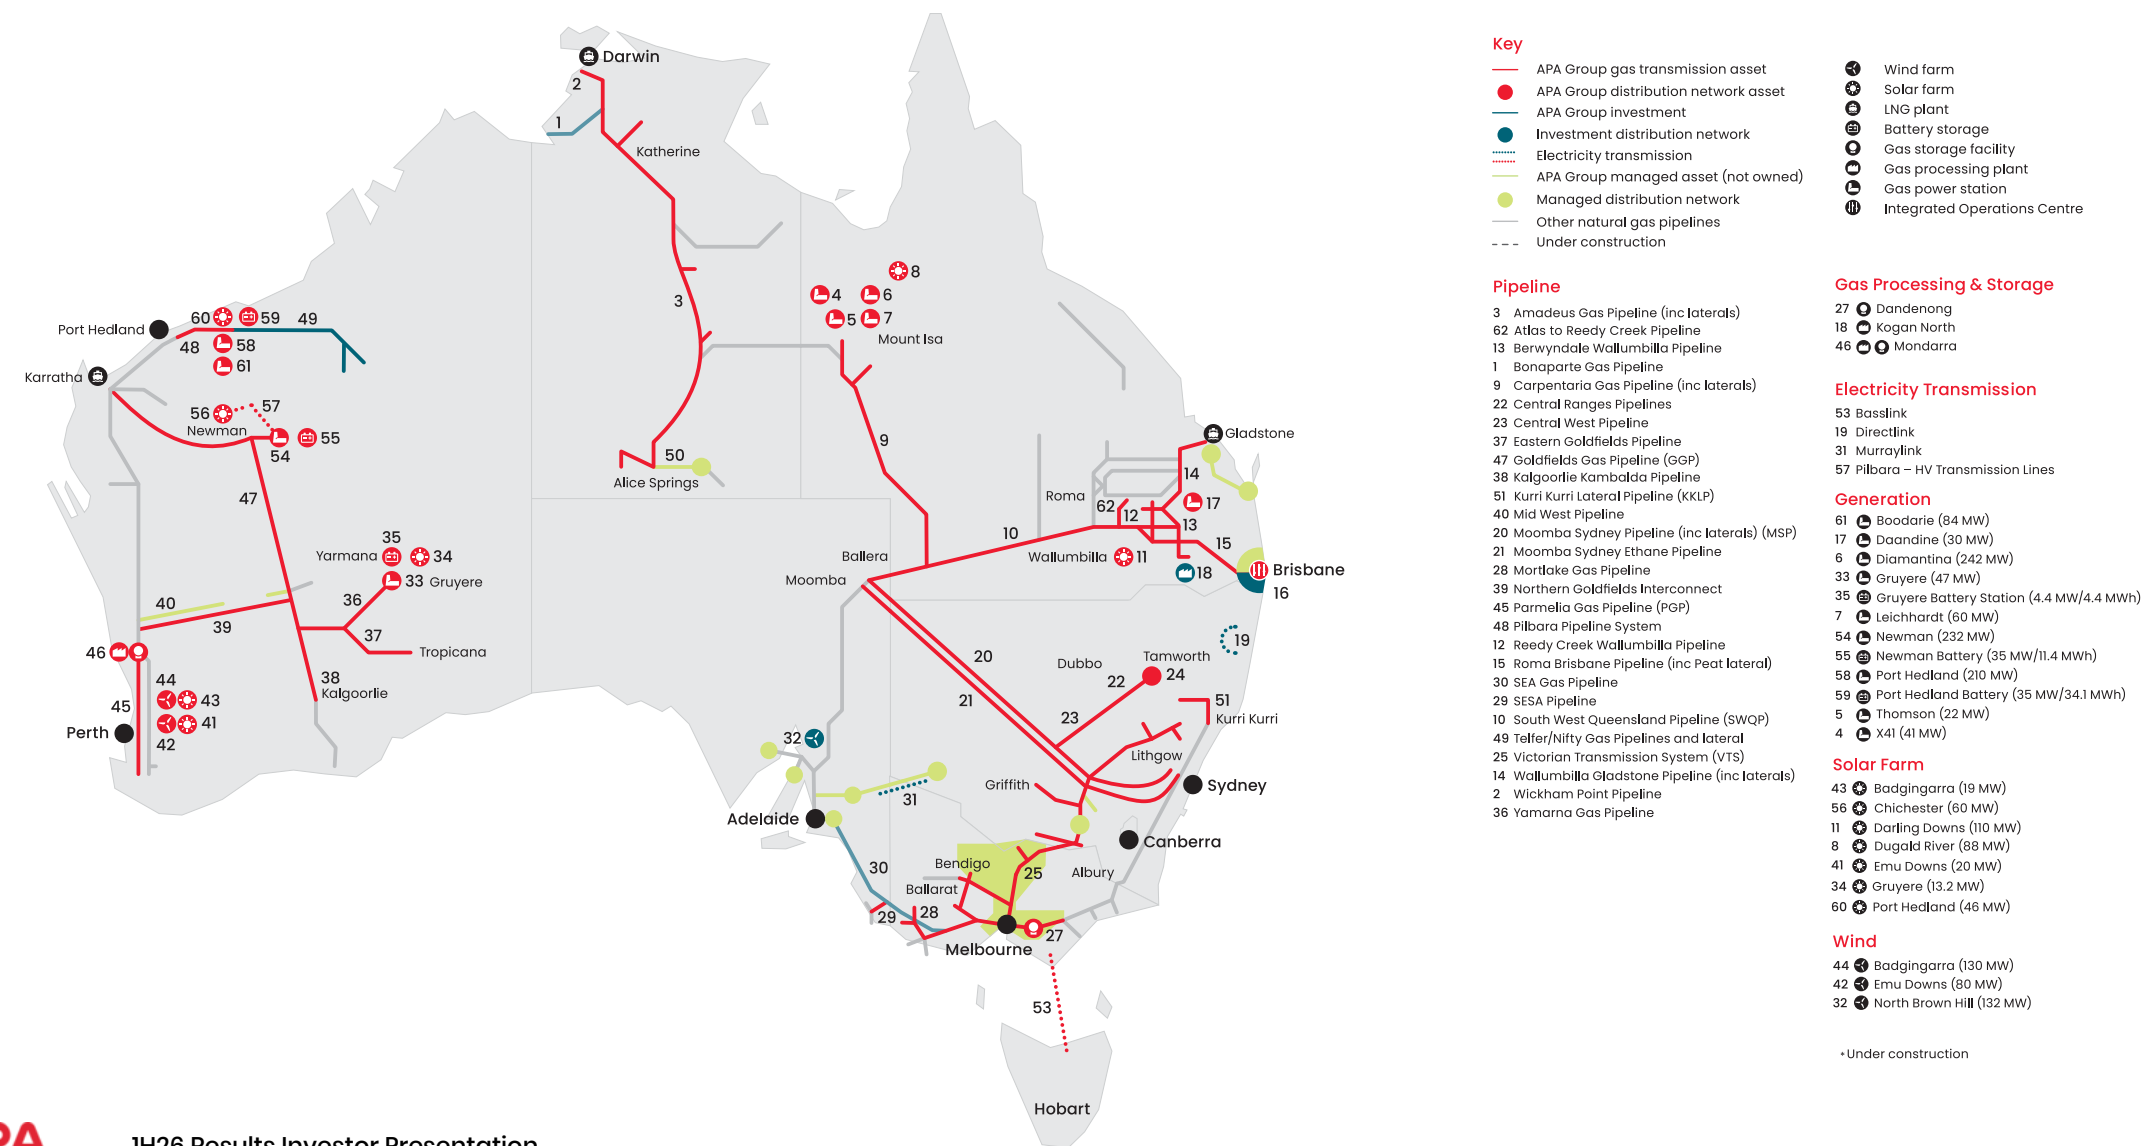 Darwin
2
1
Katherine
3
8
4
6
5
7
Mount Isa
60
59
49
Port Hedland
48
58
Karratha
61
56
57
Newman
55
54
9
Gladstone
50
Alice Springs
14
47
Roma
62
17
12
13
35
10
15
Yarmana
34
Ballera
Wallumbilla
11
33
Gruyere
Moomba
18
Brisbane
16
36
40
39
37
19
46
Tropicana
20
Dubbo
Tamworth
44
38
22
24
43
Kalgoorlie
21
51
45
23
Kurri Kurri
41
Perth
42
32
Lithgow
Griffith
Sydney
31
Adelaide
Canberra
Bendigo
30
25
Albury
Ballarat
29
28
27
Melbourne
53
Hobart
Key
APA Group gas transmission asset
APA Group distribution network asset
APA Group investment
Investment distribution network
Electricity transmission
APA Group managed asset (not owned)
Managed distribution network
Other natural gas pipelines
Under construction
Wind farm
Solar farm
LNG plant
Battery storage
Gas storage facility
Gas processing plant
Gas power station
Integrated Operations Centre
Pipeline
3 Amadeus Gas Pipeline (inc laterals)
62 Atlas to Reedy Creek Pipeline
13 Berwyndale Wallumbilla Pipeline
1 Bonaparte Gas Pipeline
9 Carpentaria Gas Pipeline (inc laterals)
22 Central Ranges Pipelines
23 Central West Pipeline
37 Eastern Goldfields Pipeline
47 Goldfields Gas Pipeline (GGP)
38 Kalgoorlie Kambalda Pipeline
51 Kurri Kurri Lateral Pipeline (KKLP)
40 Mid West Pipeline
20 Moomba Sydney Pipeline (inc laterals) (MSP)
21 Moomba Sydney Ethane Pipeline
28 Mortlake Gas Pipeline
39 Northern Goldfields Interconnect
45 Parmelia Gas Pipeline (PGP)
48 Pilbara Pipeline System
12 Reedy Creek Wallumbilla Pipeline
15 Roma Brisbane Pipeline (inc Peat lateral)
30 SEA Gas Pipeline
29 SESA Pipeline
10 South West Queensland Pipeline (SWQP)
49 Telfer/Nifty Gas Pipelines and lateral
25 Victorian Transmission System (VTS)
14 Wallumbilla Gladstone Pipeline (inc laterals)
2 Wickham Point Pipeline
36 Yamarna Gas Pipeline
Gas Processing & Storage
27 Dandenong
18 Kogan North
46 Mondarra
Electricity Transmission
53 Basslink
19 Directlink
31 Murraylink
57 Pilbara – HV Transmission Lines
Generation
61 Boodarie (84 MW)
17 Daandine (30 MW)
6 Diamantina (242 MW)
33 Gruyere (47 MW)
35 Gruyere Battery Station (4.4 MW/4.4 MWh)
7 Leichhardt (60 MW)
54 Newman (232 MW)
55 Newman Battery (35 MW/11.4 MWh)
58 Port Hedland (210 MW)
59 Port Hedland Battery (35 MW/34.1 MWh)
5 Thomson (22 MW)
4 X41 (41 MW)
Solar Farm
43 Badgingarra (19 MW)
56 Chichester (60 MW)
11 Darling Downs (110 MW)
8 Dugald River (88 MW)
41 Emu Downs (20 MW)
34 Gruyere (13.2 MW)
60 Port Hedland (46 MW)
Wind
44 Badgingarra (130 MW)
42 Emu Downs (80 MW)
32 North Brown Hill (132 MW)
*Under construction
1H26 Results Investor Presentation